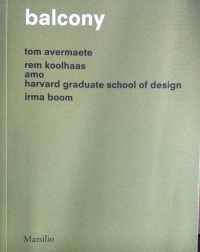 balcony
tom avermaete
rem koolhaas
amo
harvard graduate school of design
irma boom
Marsilio